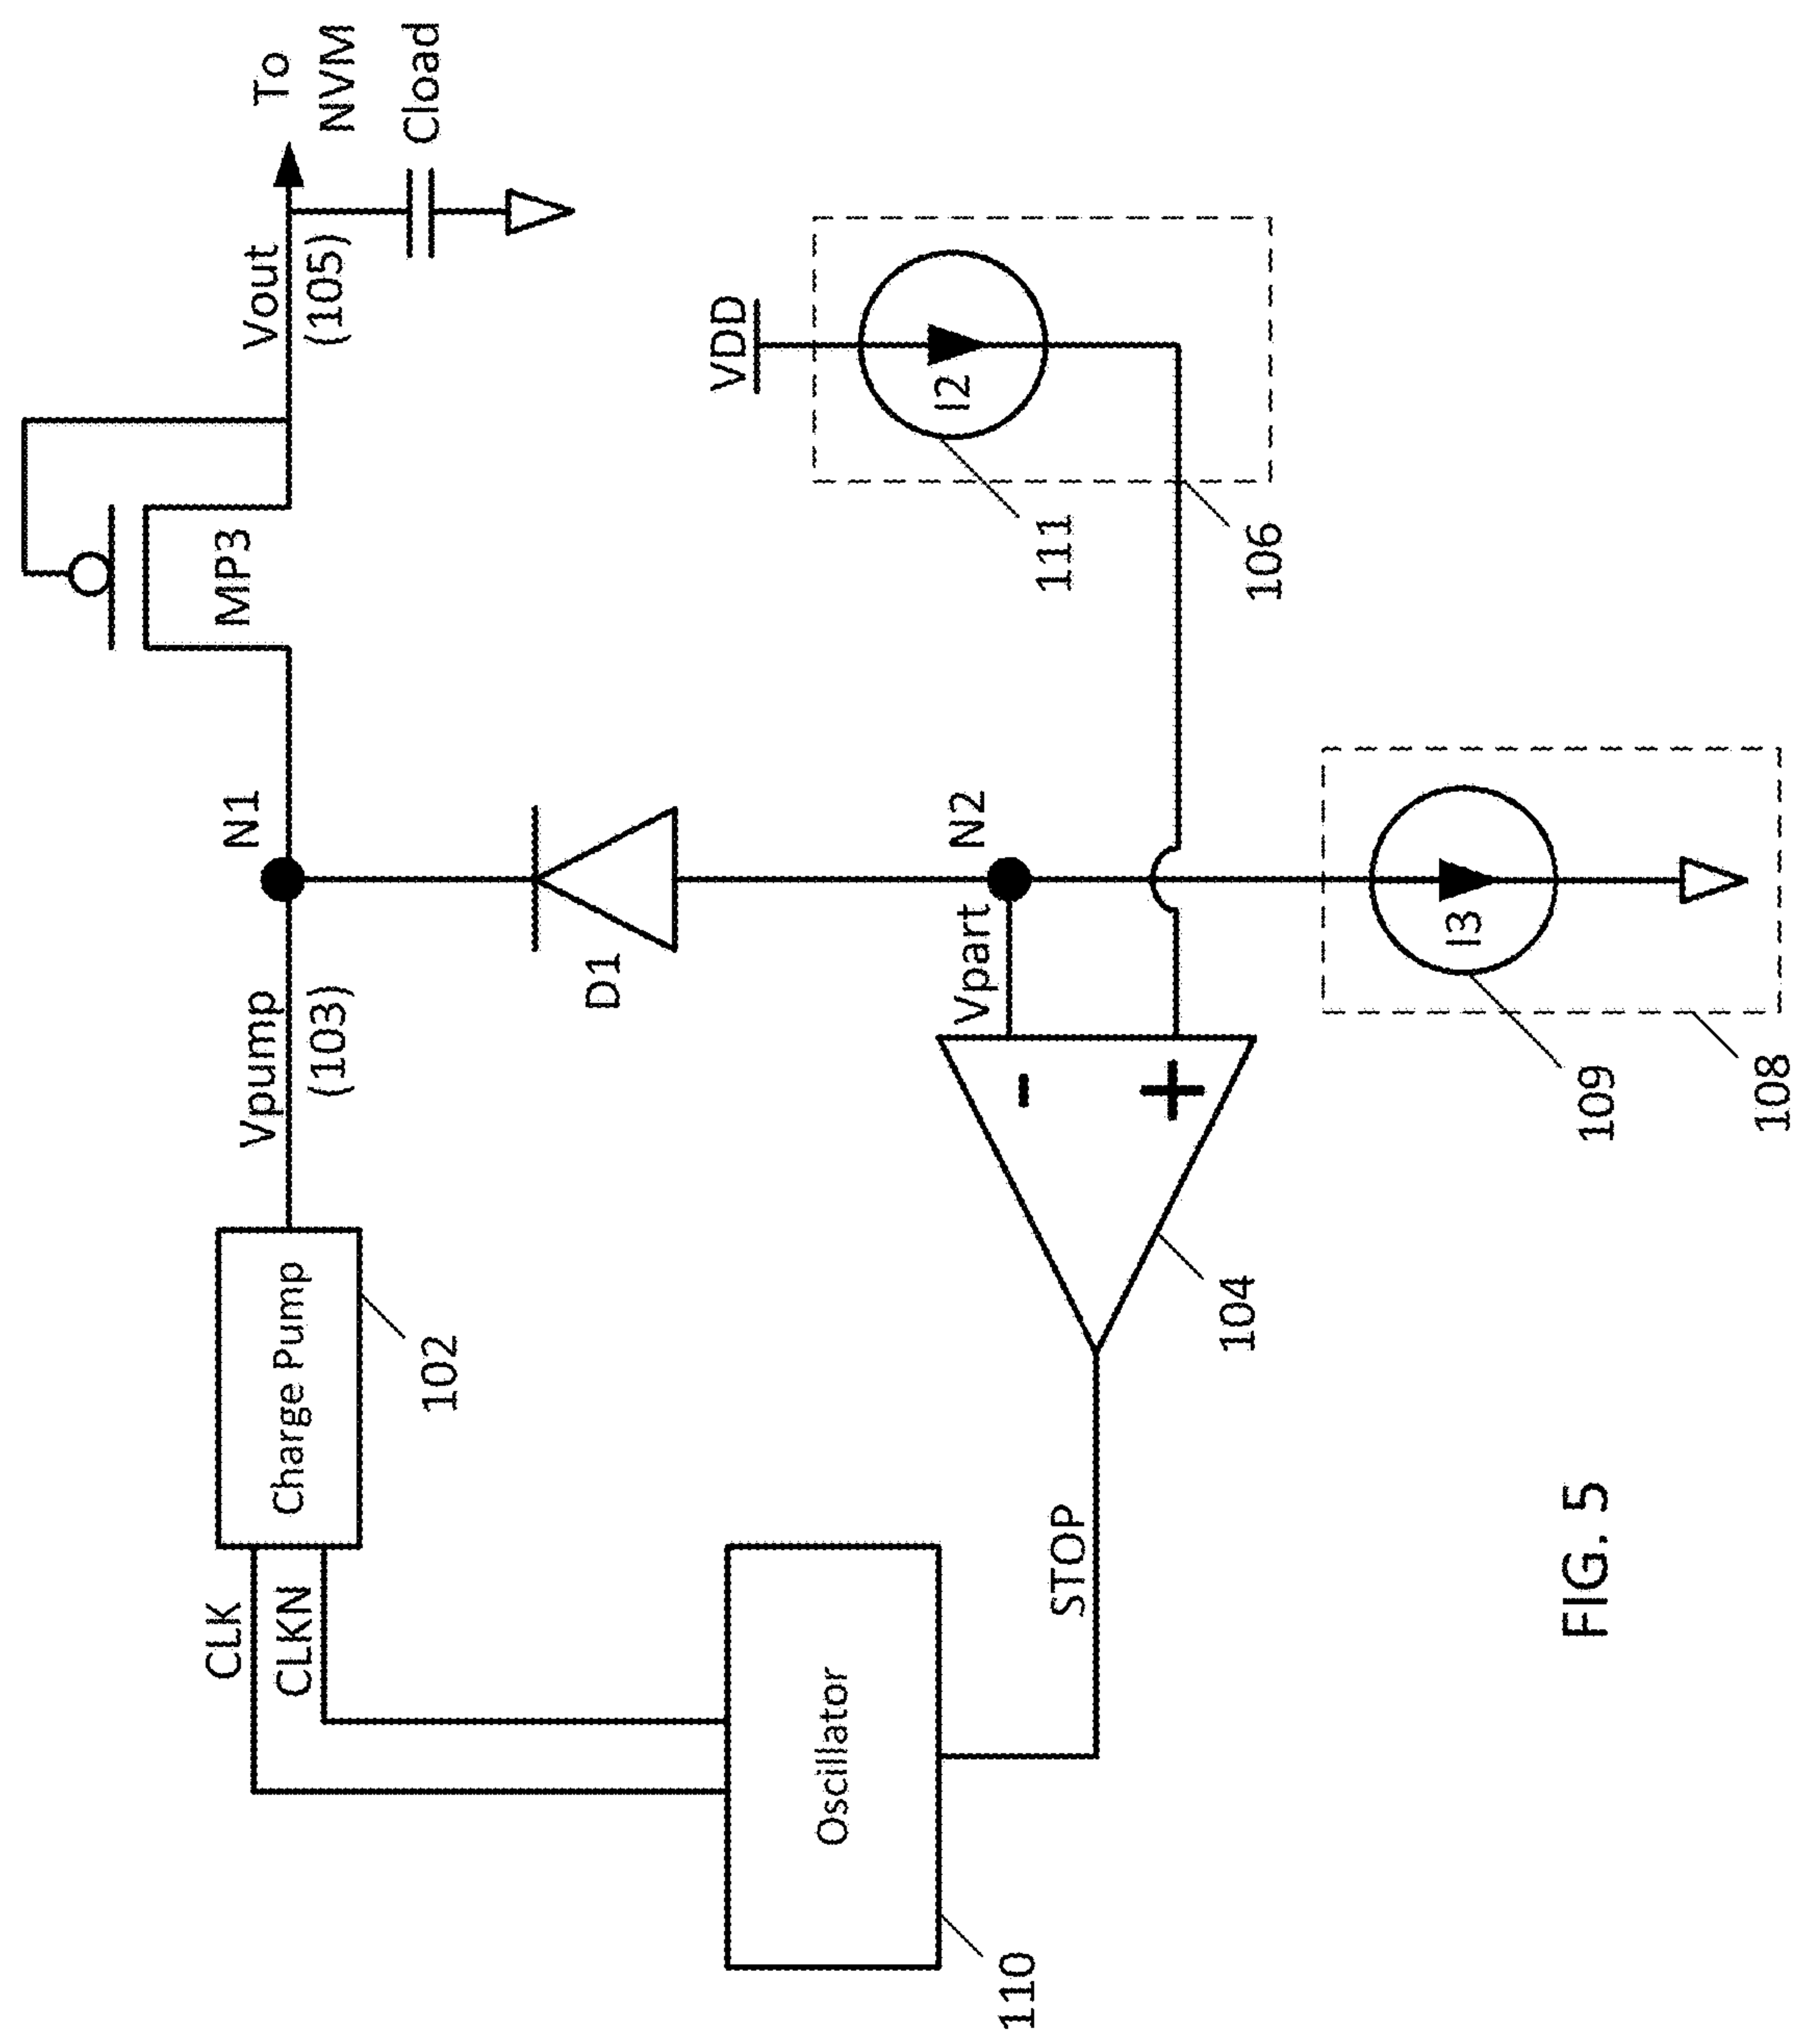 To
NVM
Cload
Vout
(105)
MP3
N1
Vpump
(103)
Charge Pump
102
CLK
CLKN
D1
VDD
I2
111
106
N2
Vpart
-
+
104
I3
109
108
STOP
Oscillator
110
FIG. 5